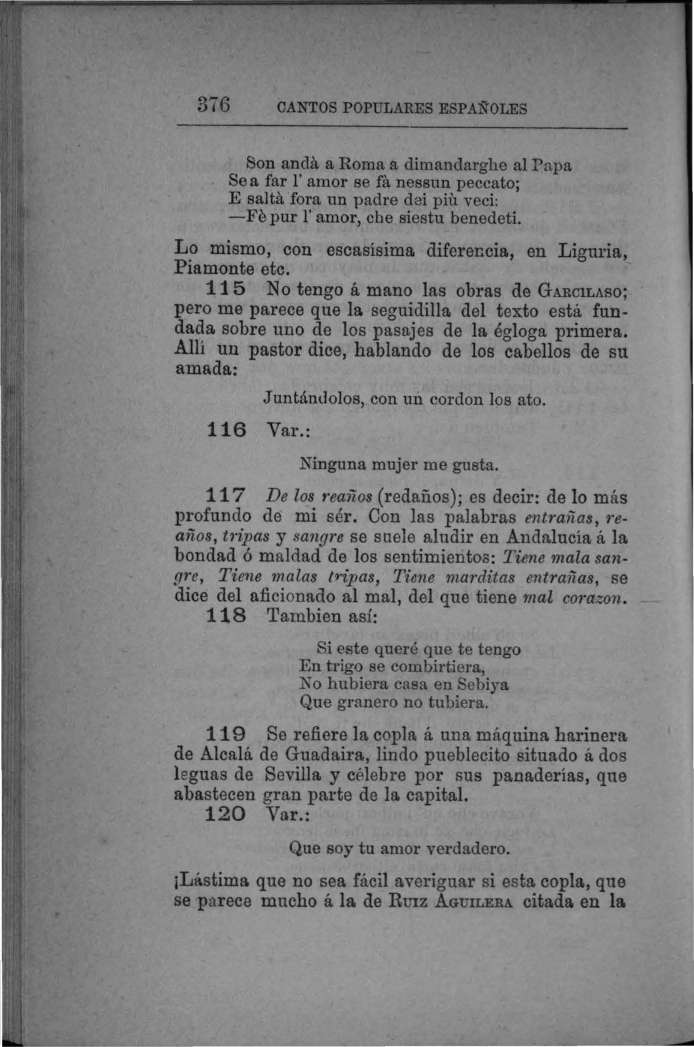 376 CANTOS POPULARES ESPAÑOLES
Son andà a Roma a dimandarghe al Papa
Se a far l' amor se fà nessun peccato;
E saltà fora un padre dei più veci:
—Fè pur l' amor, che siestu benedeti.
Lo mismo, con escasísima diferencia, en Liguria,
Piamonte etc.
115 No tengo á mano las obras de GARCILASO;
pero me parece que la seguidilla del texto está fun-
dada sobre uno de los pasajes de la égloga primera.
Allí un pastor dice, hablando de los cabellos de su
amada:
Juntándolos, con un cordon los ato.
116 Var.:
Ninguna mujer me gusta.
117 De los reaños (redaños); es decir: de lo más
profundo de mi sér. Con las palabras entrañas, re-
años, tripas y sangre se suele aludir en Andalucía á la
bondad ó maldad de los sentimientos: Tiene mala san-
gre, Tiene malas tripas, Tiene marditas entrañas, se
dice del aficionado al mal, del que tiene mal corazon.
118 Tambien así:
Si este queré que te tengo
En trigo se combirtiera,
No hubiera casa en Sebiya
Que granero no tubiera.
119 Se refiere la copla á una máquina harinera
de Alcalá de Guadaira, lindo pueblecito situado á dos
leguas de Sevilla y célebre por sus panaderías, que
abastecen gran parte de la capital.
120 Var.:
Que soy tu amor verdadero.
¡Lástima que no sea fácil averiguar si esta copla, que
se parece mucho á la de RUIZ AGUILERA citada en la